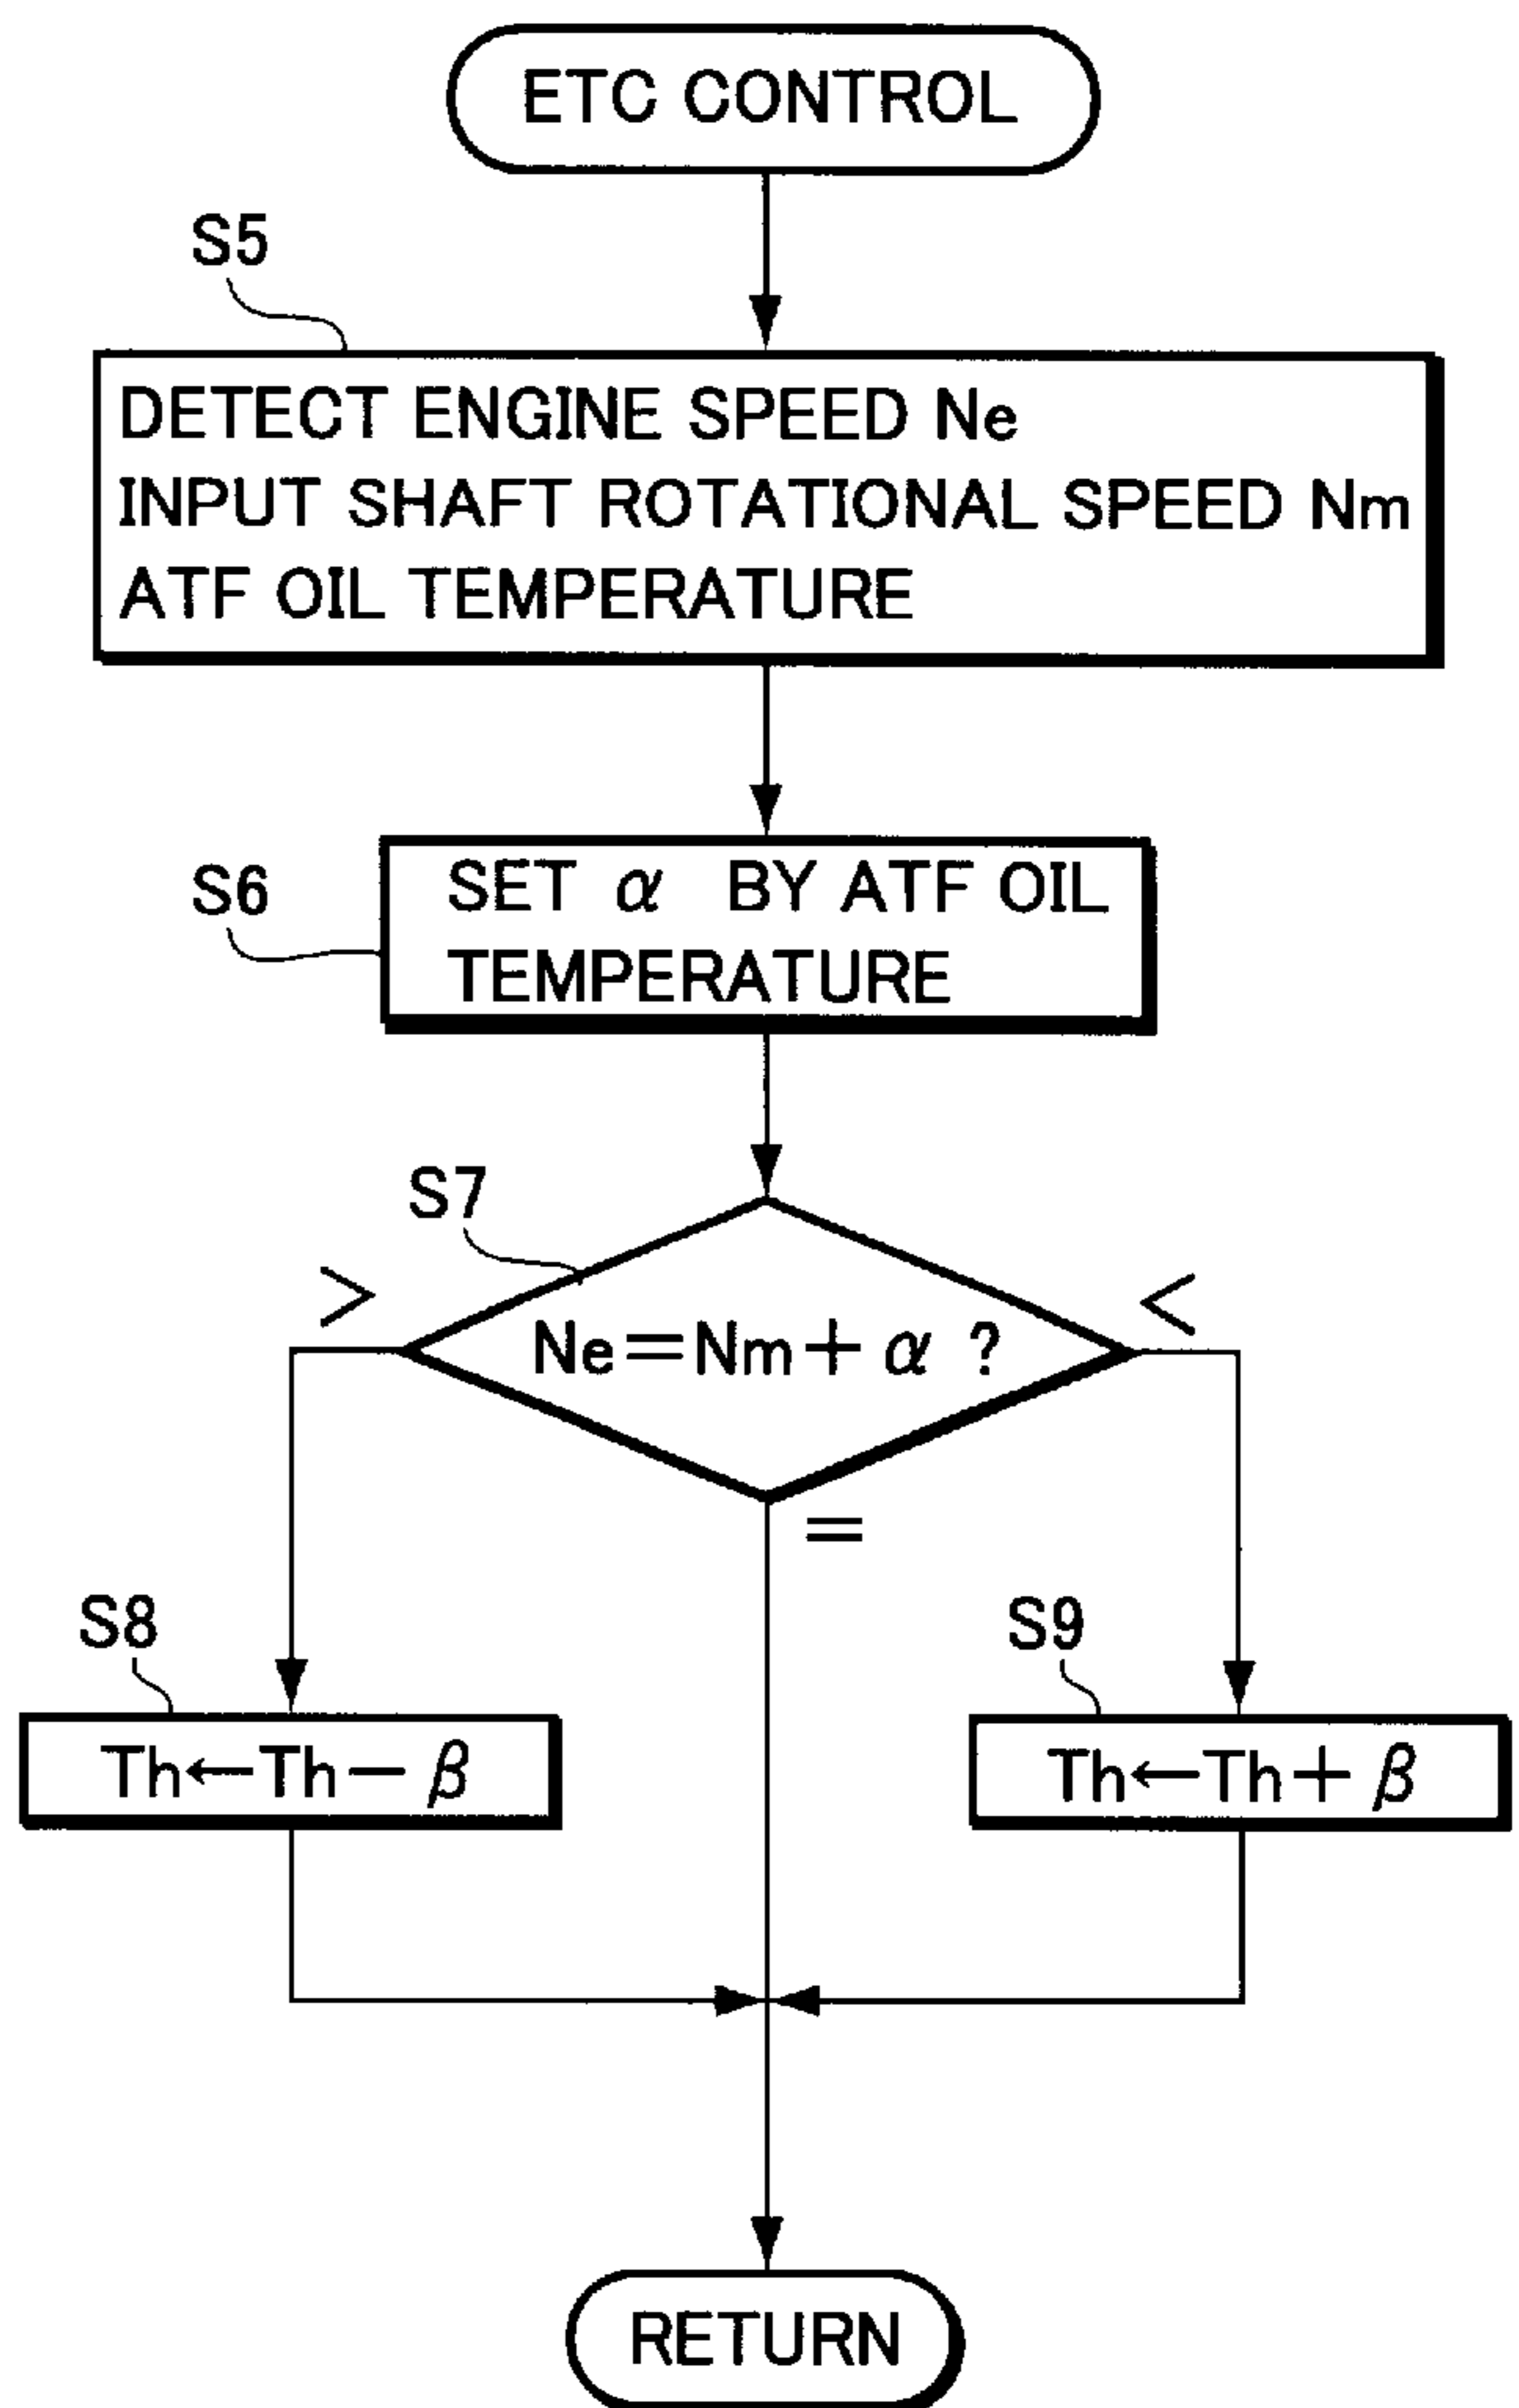 ETC CONTROL
S5
DETECT ENGINE SPEED Ne
INPUT SHAFT ROTATIONAL SPEED Nm
ATF OIL TEMPERATURE
S6
SET α BY ATF OIL
TEMPERATURE
S7
>
<
Ne=Nm+α ?
=
S8
S9
Th←Th−β
Th←Th+β
RETURN